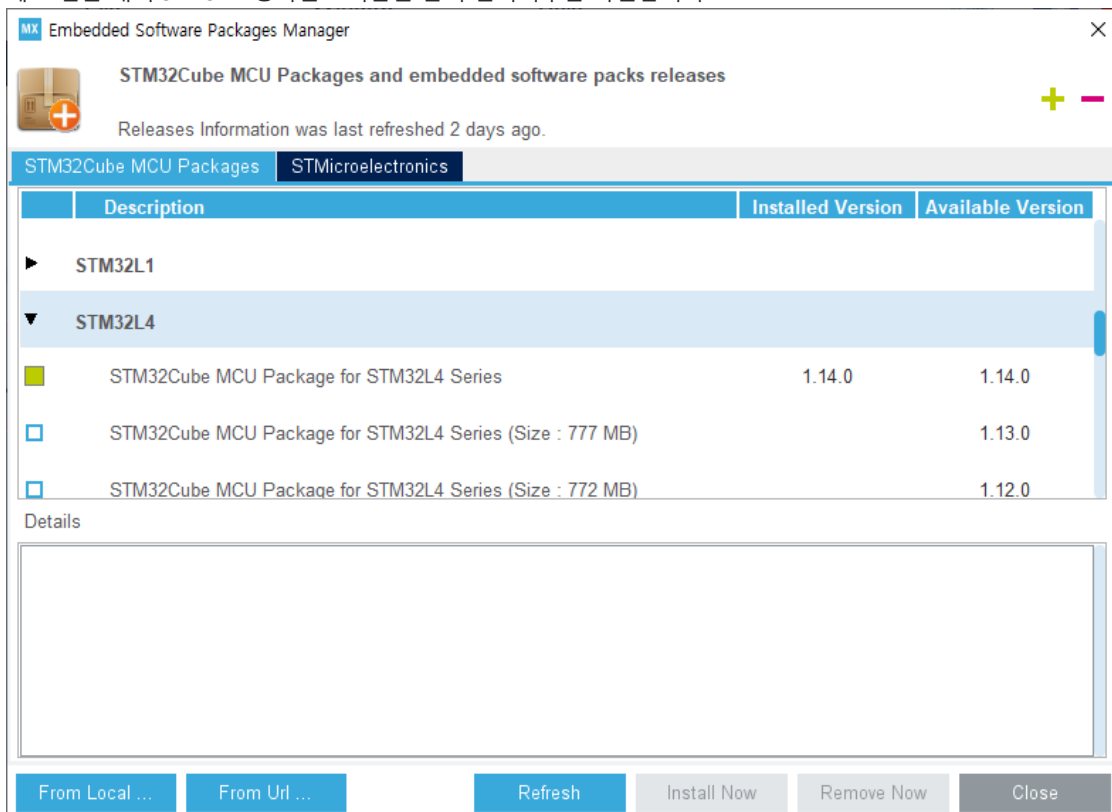 MX Embedded Software Packages Manager
STM32Cube MCU Packages and embedded software packs releases
Releases Information was last refreshed 2 days ago.
STM32Cube MCU Packages STMicroelectronics
Description Installed Version Available Version
STM32L1
STM32L4
STM32Cube MCU Package for STM32L4 Series 1.14.0 1.14.0
STM32Cube MCU Package for STM32L4 Series (Size : 777 MB) 1.13.0
STM32Cube MCU Package for STM32L4 Series (Size : 772 MB) 1.12.0
Details
From Local ... From Url ... Refresh Install Now Remove Now Close